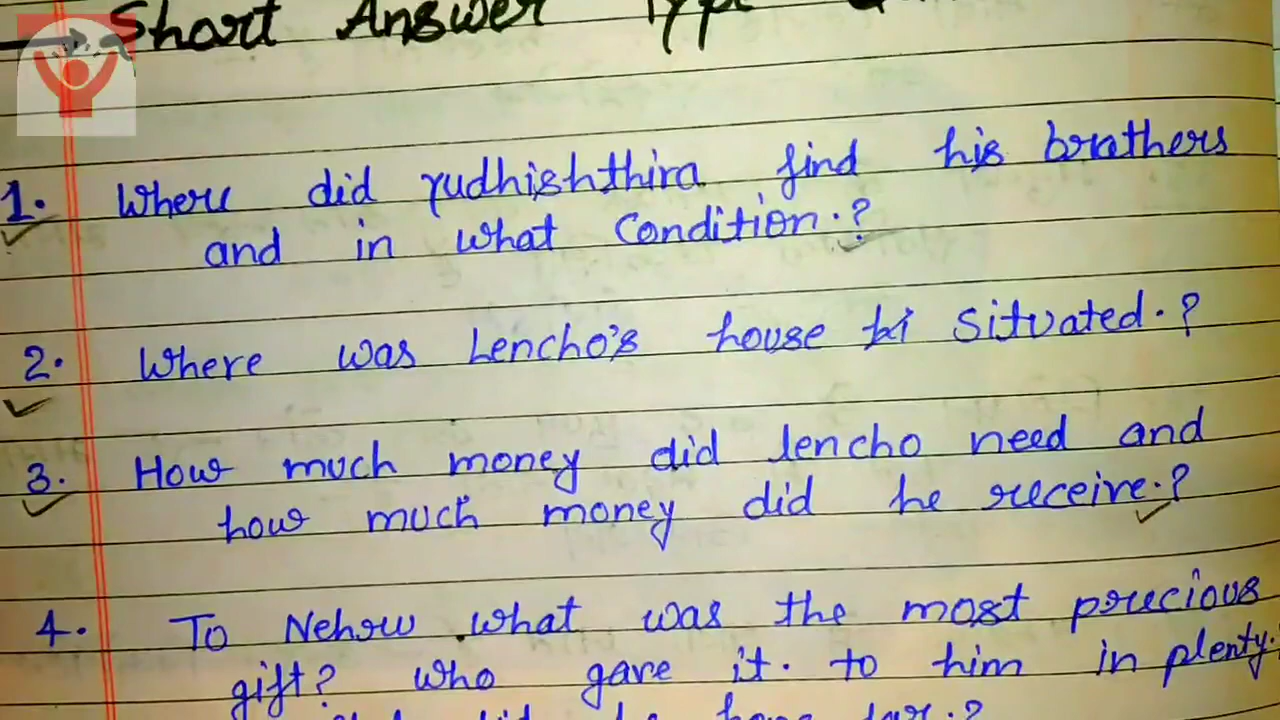 Short Answer Type
1. Where did yudhishthira find his brothers
and in what Condition.?
2. Where was Lencho's house situated.?
3. How much money did lencho need and
how much money did he receive.?
4. To Nehru what was the most precious
gift? who gave it. to him in plenty.